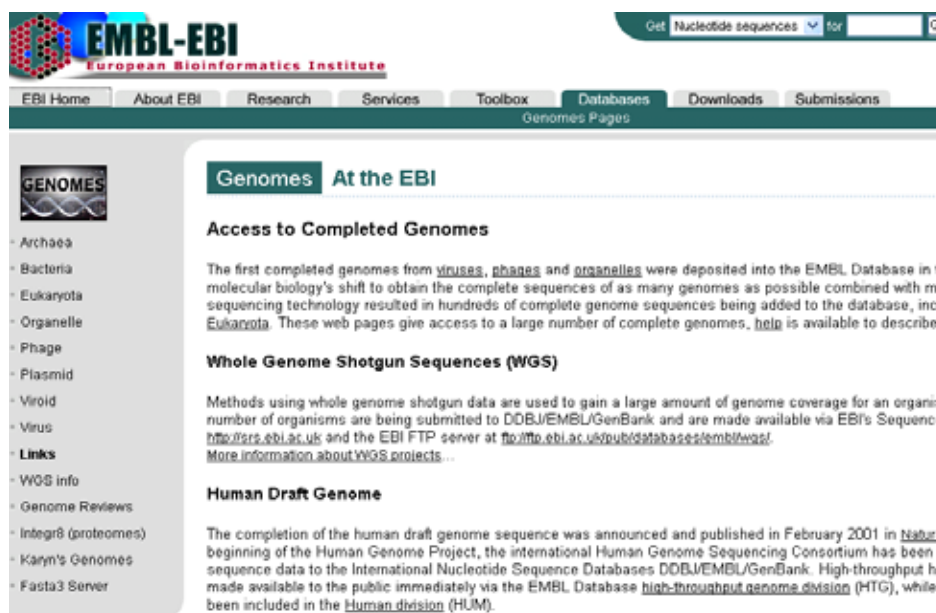 EMBL-EBI
European Bioinformatics Institute
Get Nucleotide sequences for
EBI Home About EBI Research Services Toolbox Databases Downloads Submissions
Genomes Pages
GENOMES
Archaea
Bacteria
Eukaryota
Organelle
Phage
Plasmid
Viroid
Virus
Links
WGS info
Genome Reviews
Integr8 (proteomes)
Karyn's Genomes
Fasta3 Server
Genomes At the EBI
Access to Completed Genomes
The first completed genomes from viruses, phages and organelles were deposited into the EMBL Database in
molecular biology's shift to obtain the complete sequences of as many genomes as possible combined with
sequencing technology resulted in hundreds of complete genome sequences being added to the database,
Eukaryota. These web pages give access to a large number of complete genomes, help is available to describe
Whole Genome Shotgun Sequences (WGS)
Methods using whole genome shotgun data are used to gain a large amount of genome coverage for an
number of organisms are being submitted to DDBJ/EMBL/GenBank and are made available via EBI's
http://srs.ebi.ac.uk and the EBI FTP server at ftp://ftp.ebi.ac.uk/pub/databases/embl/wgs/.
More information about WGS projects...
Human Draft Genome
The completion of the human draft genome sequence was announced and published in February 2001 in
beginning of the Human Genome Project, the international Human Genome Sequencing Consortium has been
sequence data to the International Nucleotide Sequence Databases DDBJ/EMBL/GenBank. High-throughput
made available to the public immediately via the EMBL Database high-throughput genome division (HTG), while
been included in the Human division (HUM).